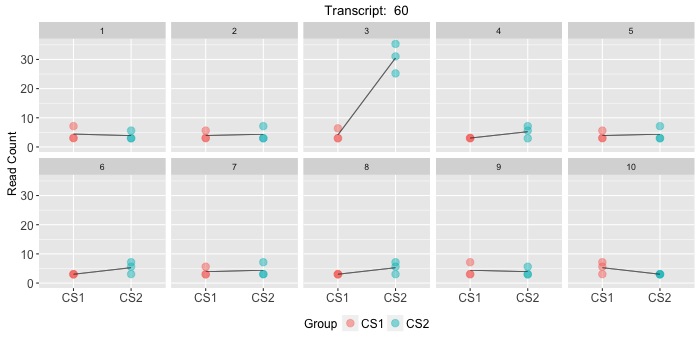 Transcript:  60
1 2 3 4 5
30
20
10
0
Read Count
6 7 8 9 10
30
20
10
0
CS1 CS2 CS1 CS2 CS1 CS2 CS1 CS2 CS1 CS2
Group CS1 CS2